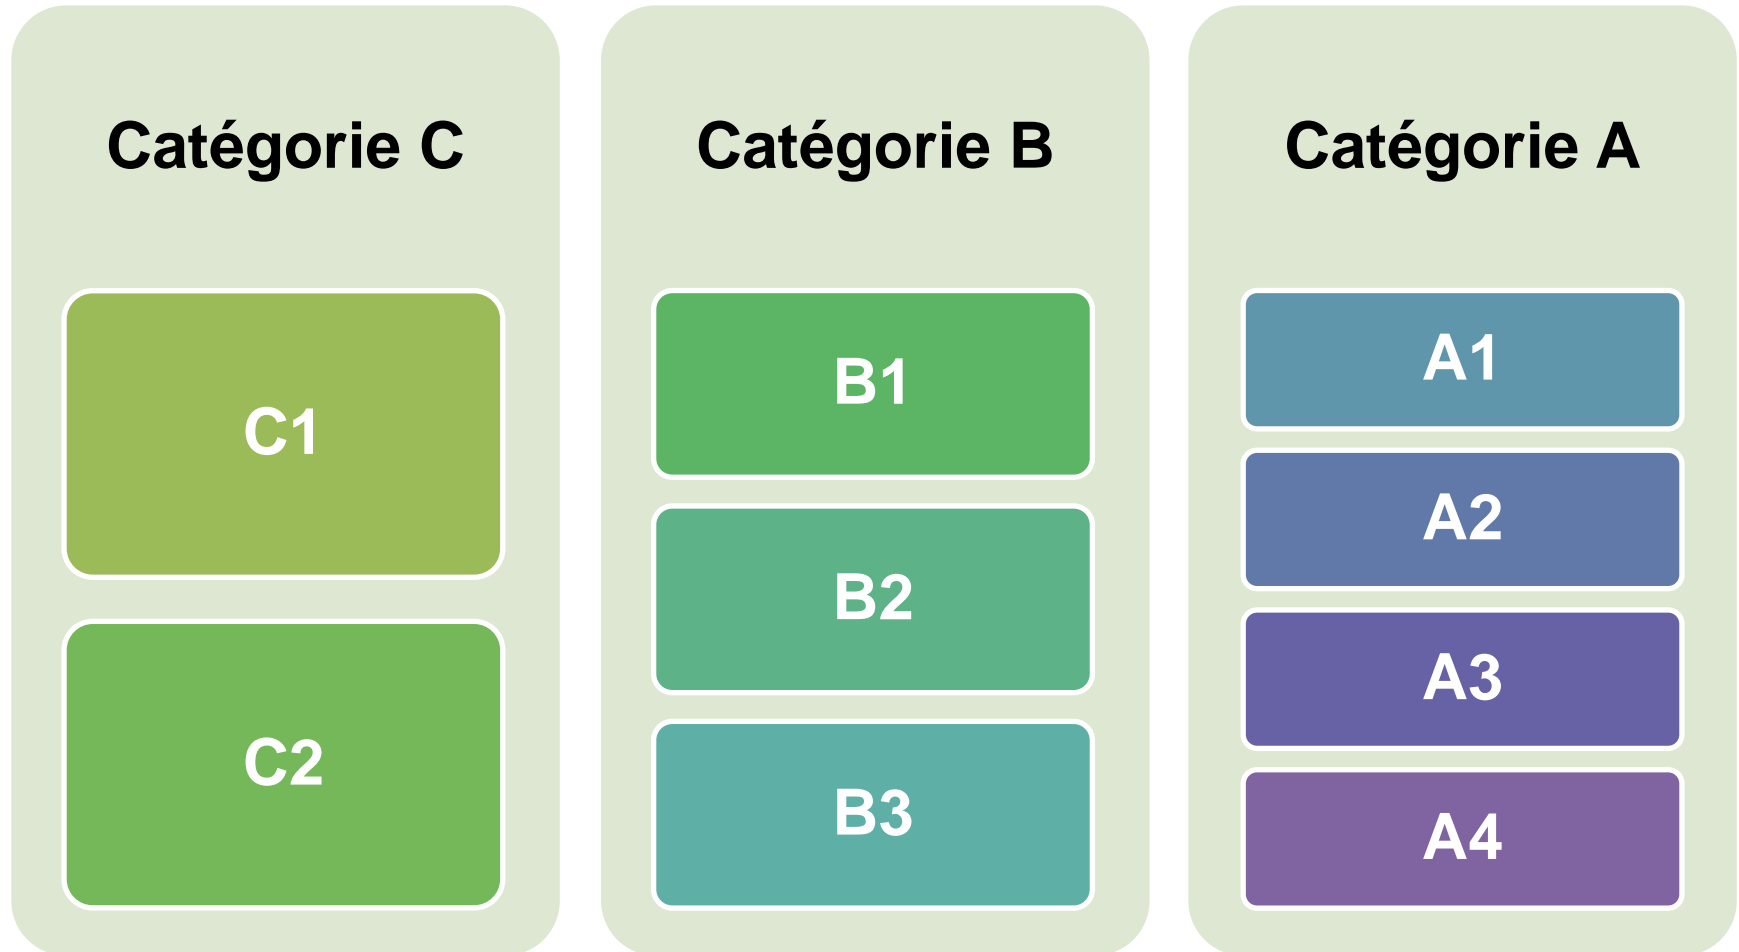 Catégorie C
C1
C2
Catégorie B
B1
B2
B3
Catégorie A
A1
A2
A3
A4